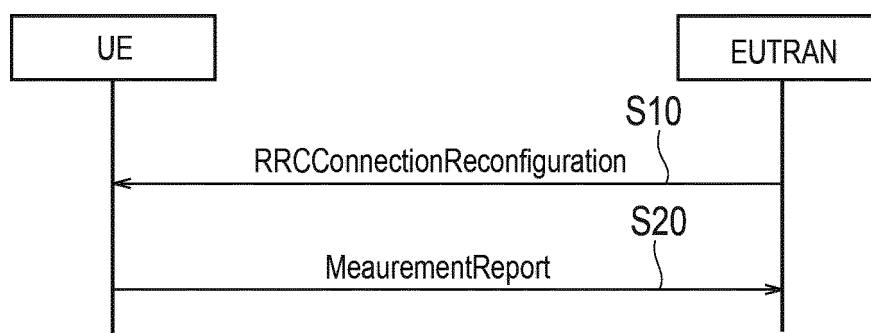 UE
EUTRAN
S10
RRCConnectionReconfiguration
S20
MeaurementReport